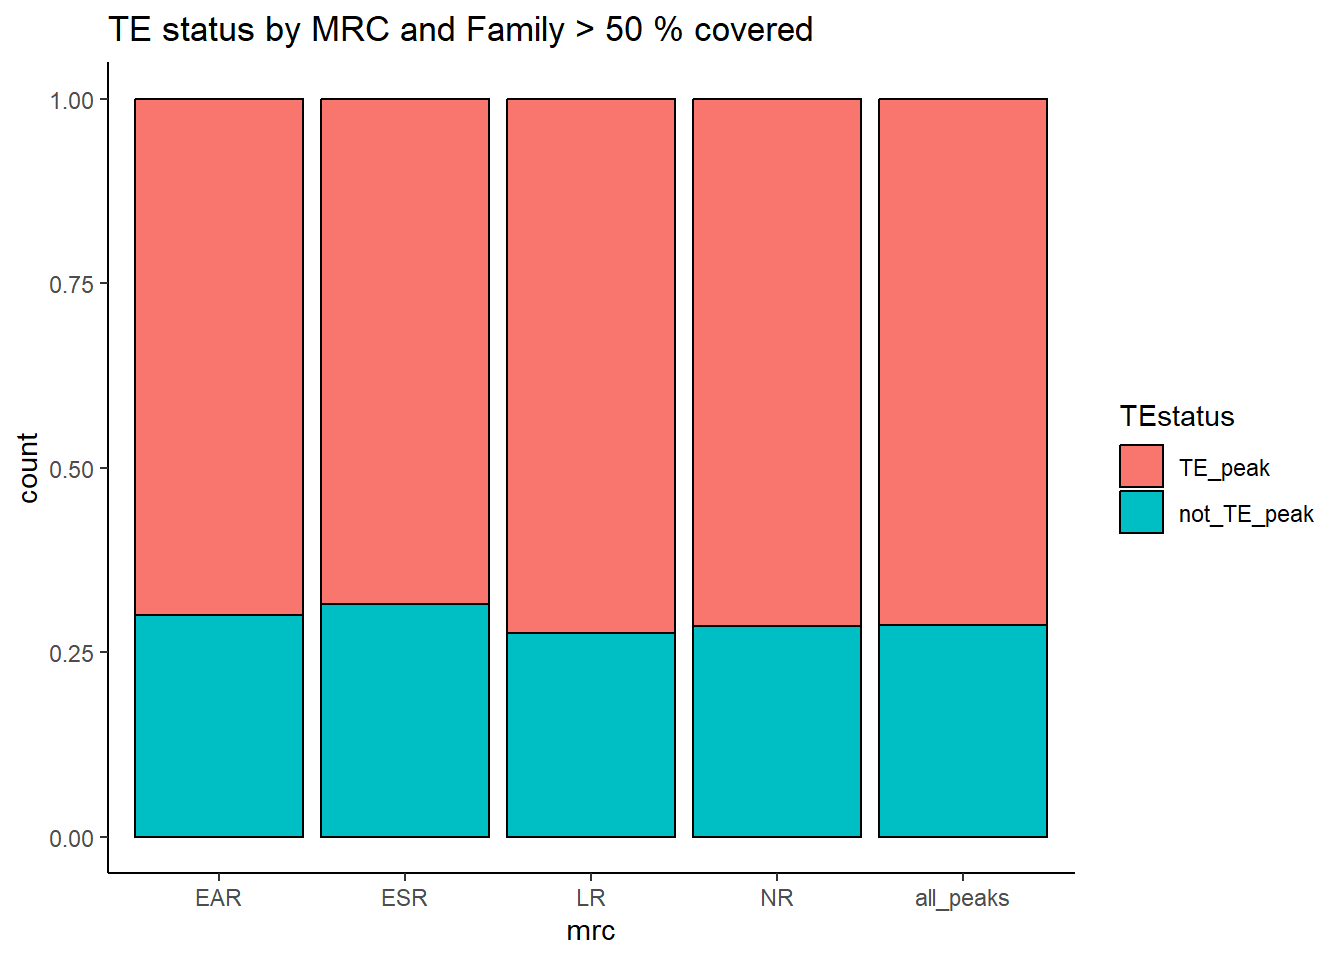 TE status by MRC and Family > 50 % covered
count
1.00
0.75
0.50
0.25
0.00
EAR
ESR
LR
NR
all_peaks
mrc
TEstatus
TE_peak
not_TE_peak